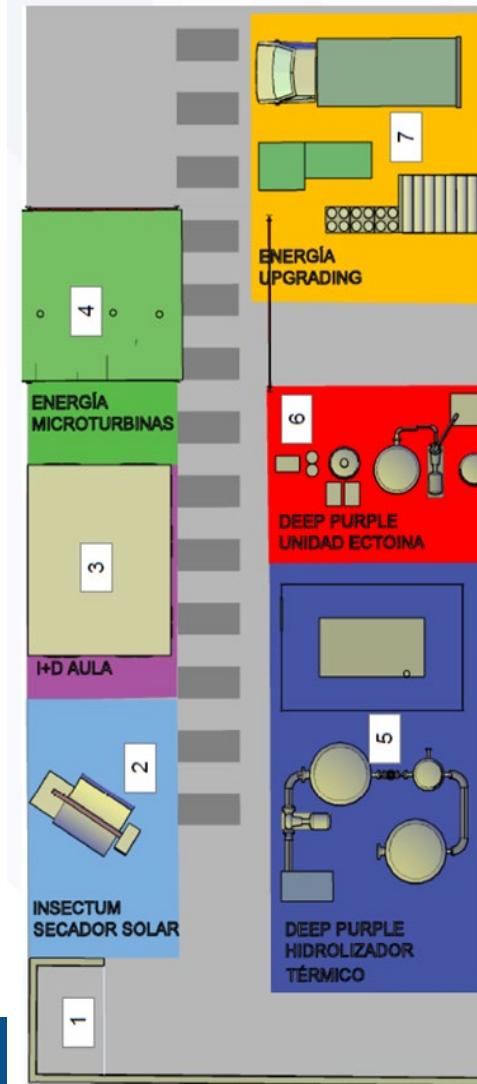 7
ENERGÍA
UPGRADING
4
ENERGÍA
MICROTURBINAS
6
DEEP PURPLE
UNIDAD ECTOINA
3
I+D AULA
2
INSECTUM
SECADOR SOLAR
5
DEEP PURPLE
HIDROLIZADOR
TÉRMICO
1